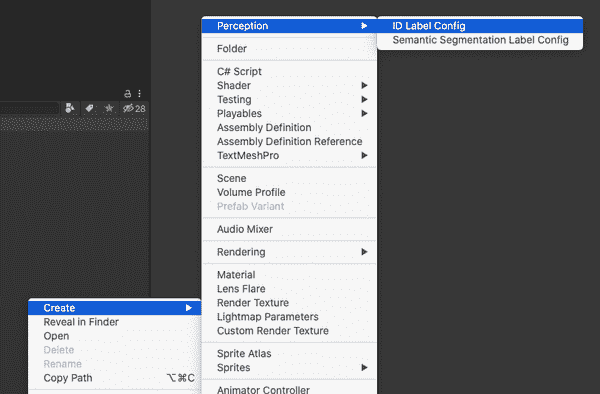 Perception
ID Label Config
Semantic Segmentation Label Config
Folder
C# Script
Shader
Testing
Playables
Assembly Definition
Assembly Definition Reference
TextMeshPro
Scene
Volume Profile
Prefab Variant
Audio Mixer
Rendering
Material
Lens Flare
Render Texture
Lightmap Parameters
Custom Render Texture
Sprite Atlas
Sprites
Animator Controller
28
Create
Reveal in Finder
Open
Delete
Rename
Copy Path ⌥⌘C